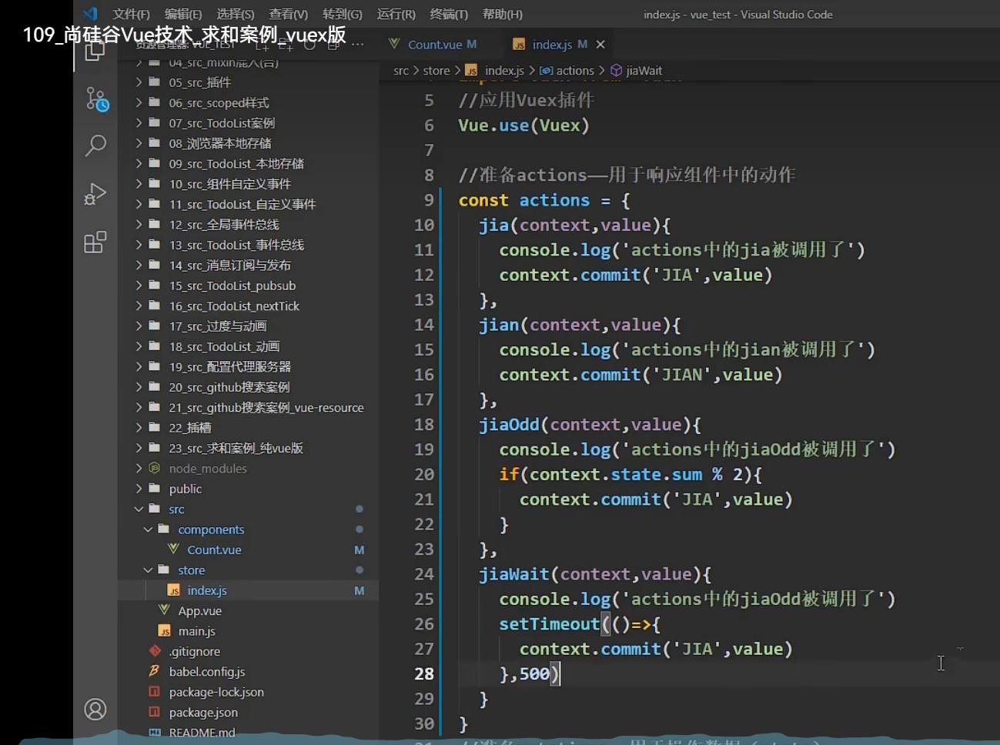 文件(F) 编辑(E) 选择(S) 查看(V) 转到(G) 运行(R) 终端(T) 帮助(H) index.js - vue_test - Visual Studio Code
109_尚硅谷Vue技术_求和案例_vuex版
资源管理器: VUE_TEST
Count.vue M
index.js M
src > store > JS index.js > actions > jiaWait
04_src_mixin混入(合)
05_src_插件
06_src_scoped样式
07_src_TodoList案例
08_浏览器本地存储
09_src_TodoList_本地存储
10_src_组件自定义事件
11_src_TodoList_自定义事件
12_src_全局事件总线
13_src_TodoList_事件总线
14_src_消息订阅与发布
15_src_TodoList_pubsub
16_src_TodoList_nextTick
17_src_过度与动画
18_src_TodoList_动画
19_src_配置代理服务器
20_src_github搜索案例
21_src_github搜索案例_vue-resource
22_插槽
23_src_求和案例_纯vue版
node_modules
public
src
components
Count.vue M
store
JS index.js M
App.vue
JS main.js
.gitignore
babel.config.js
package-lock.json
package.json
README.md
5 //应用Vuex插件
6 Vue.use(Vuex)
7
8 //准备actions——用于响应组件中的动作
9 const actions = {
10 jia(context,value){
11 console.log('actions中的jia被调用了')
12 context.commit('JIA',value)
13 },
14 jian(context,value){
15 console.log('actions中的jian被调用了')
16 context.commit('JIAN',value)
17 },
18 jiaOdd(context,value){
19 console.log('actions中的jiaOdd被调用了')
20 if(context.state.sum % 2){
21 context.commit('JIA',value)
22 }
23 },
24 jiaWait(context,value){
25 console.log('actions中的jiaOdd被调用了')
26 setTimeout(()=>{
27 context.commit('JIA',value)
28 },500)
29 }
30 }